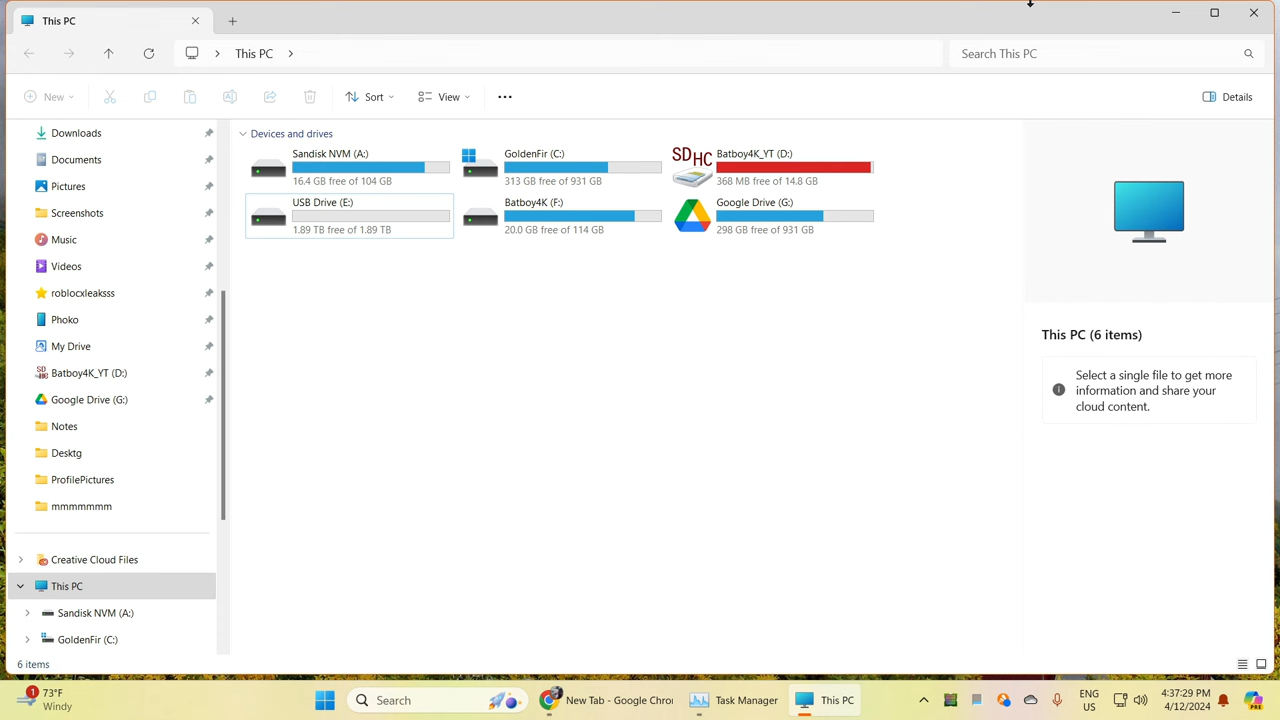 This PC
This PC
Search This PC
New
Sort
View
Details
Downloads
Documents
Pictures
Screenshots
Music
Videos
roblocxleaksss
Phoko
My Drive
SD HC Batboy4K_YT (D:)
Google Drive (G:)
Notes
Desktg
ProfilePictures
mmmmmmm
Creative Cloud Files
This PC
Sandisk NVM (A:)
GoldenFir (C:)
Devices and drives
Sandisk NVM (A:)
16.4 GB free of 104 GB
GoldenFir (C:)
313 GB free of 931 GB
SDHC
Batboy4K_YT (D:)
368 MB free of 14.8 GB
USB Drive (E:)
1.89 TB free of 1.89 TB
Batboy4K (F:)
20.0 GB free of 114 GB
Google Drive (G:)
298 GB free of 931 GB
This PC (6 items)
Select a single file to get more
information and share your
cloud content.
6 items
1
73°F
Windy
Search
New Tab - Google Chro
Task Manager
This PC
ENG
US
4:37:29 PM
4/12/2024
PRE